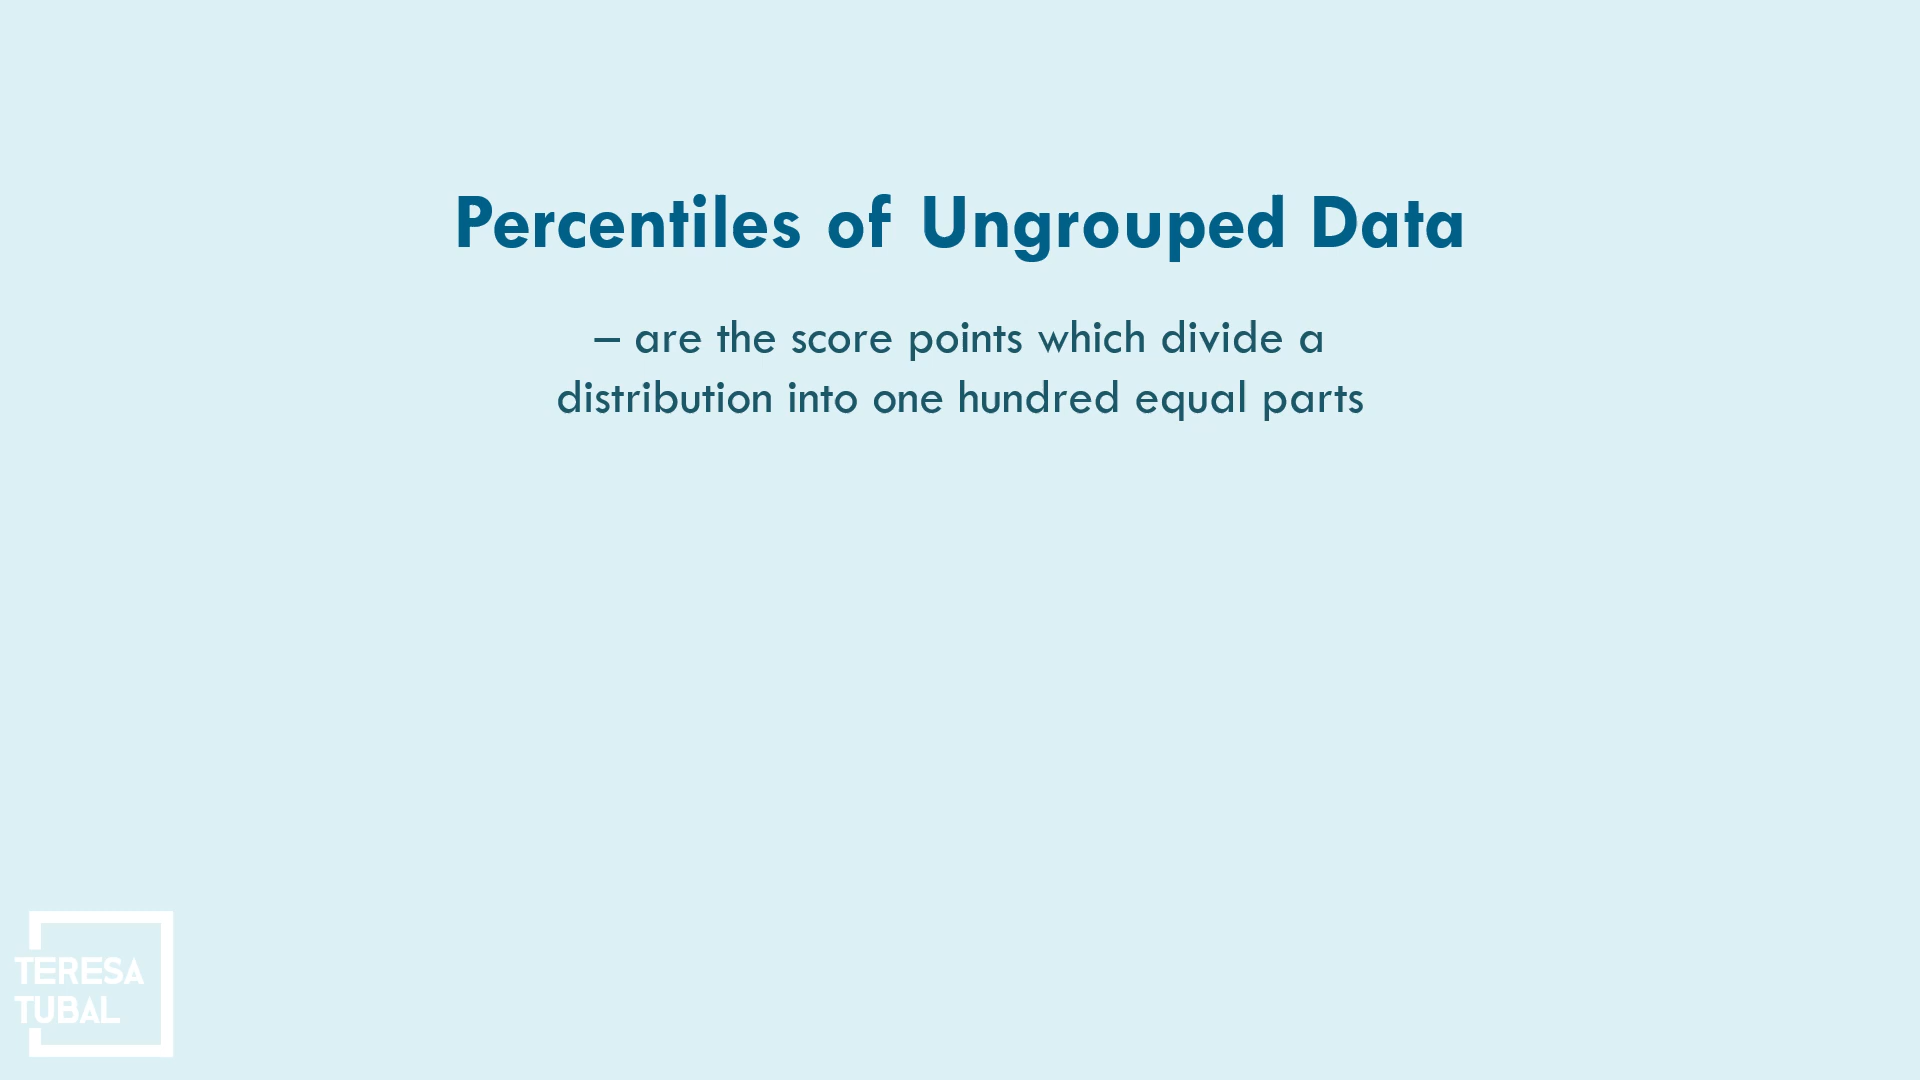 Percentiles of Ungrouped Data
– are the score points which divide a
distribution into one hundred equal parts
TERESA
TUBAL